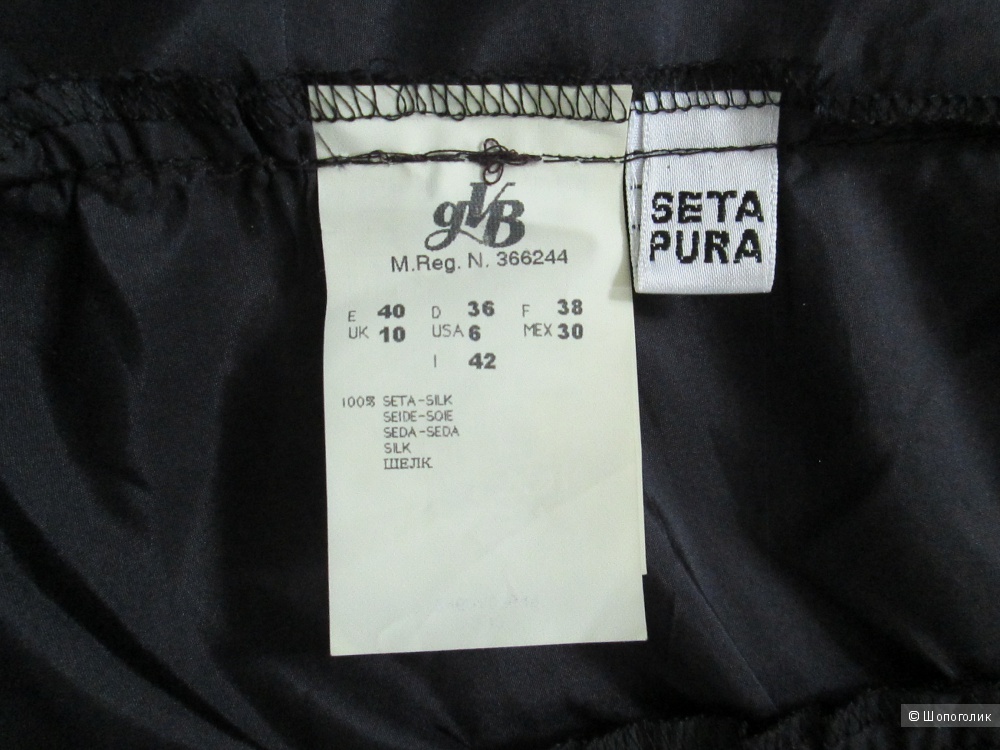 gVB
M.Reg. N. 366244
E 40 D 36 F 38
UK 10 USA 6 MEX 30
I 42
100% SETA-SILK
SEIDE-SOIE
SEDA-SEDA
SILK
ШЕЛК
SETA
PURA
© Шопоголик